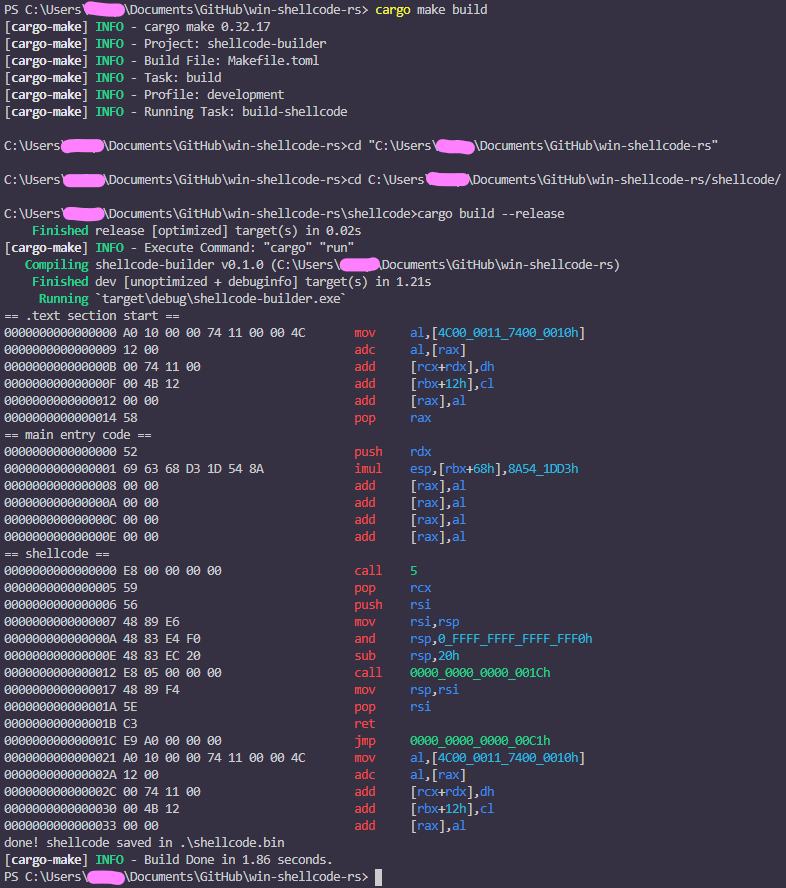 PS C:\Users\ \Documents\GitHub\win-shellcode-rs> cargo make build
[cargo-make] INFO - cargo make 0.32.17
[cargo-make] INFO - Project: shellcode-builder
[cargo-make] INFO - Build File: Makefile.toml
[cargo-make] INFO - Task: build
[cargo-make] INFO - Profile: development
[cargo-make] INFO - Running Task: build-shellcode
C:\Users\ \Documents\GitHub\win-shellcode-rs>cd "C:\Users\ \Documents\GitHub\win-shellcode-rs"
C:\Users\ \Documents\GitHub\win-shellcode-rs>cd C:\Users\ \Documents\GitHub\win-shellcode-rs/shellcode/
C:\Users\ \Documents\GitHub\win-shellcode-rs\shellcode>cargo build --release
Finished release [optimized] target(s) in 0.02s
[cargo-make] INFO - Execute Command: "cargo" "run"
Compiling shellcode-builder v0.1.0 (C:\Users\ \Documents\GitHub\win-shellcode-rs)
Finished dev [unoptimized + debuginfo] target(s) in 1.21s
Running `target\debug\shellcode-builder.exe`
== .text section start ==
0000000000000000 A0 10 00 00 74 11 00 00 4C mov al,[4C00_0011_7400_0010h]
0000000000000009 12 00 adc al,[rax]
000000000000000B 00 74 11 00 add [rcx+rdx],dh
000000000000000F 00 4B 12 add [rbx+12h],cl
0000000000000012 00 00 add [rax],al
0000000000000014 58 pop rax
== main entry code ==
0000000000000000 52 push rdx
0000000000000001 69 63 68 D3 1D 54 8A imul esp,[rbx+68h],8A54_1DD3h
0000000000000008 00 00 add [rax],al
000000000000000A 00 00 add [rax],al
000000000000000C 00 00 add [rax],al
000000000000000E 00 00 add [rax],al
== shellcode ==
0000000000000000 E8 00 00 00 00 call 5
0000000000000005 59 pop rcx
0000000000000006 56 push rsi
0000000000000007 48 89 E6 mov rsi,rsp
000000000000000A 48 83 E4 F0 and rsp,0_FFFF_FFFF_FFFF_FFF0h
000000000000000E 48 83 EC 20 sub rsp,20h
0000000000000012 E8 05 00 00 00 call 0000_0000_0000_001Ch
0000000000000017 48 89 F4 mov rsp,rsi
000000000000001A 5E pop rsi
000000000000001B C3 ret
000000000000001C E9 A0 00 00 00 jmp 0000_0000_0000_00C1h
0000000000000021 A0 10 00 00 74 11 00 00 4C mov al,[4C00_0011_7400_0010h]
000000000000002A 12 00 adc al,[rax]
000000000000002C 00 74 11 00 add [rcx+rdx],dh
0000000000000030 00 4B 12 add [rbx+12h],cl
0000000000000033 00 00 add [rax],al
done! shellcode saved in .\shellcode.bin
[cargo-make] INFO - Build Done in 1.86 seconds.
PS C:\Users\ \Documents\GitHub\win-shellcode-rs>